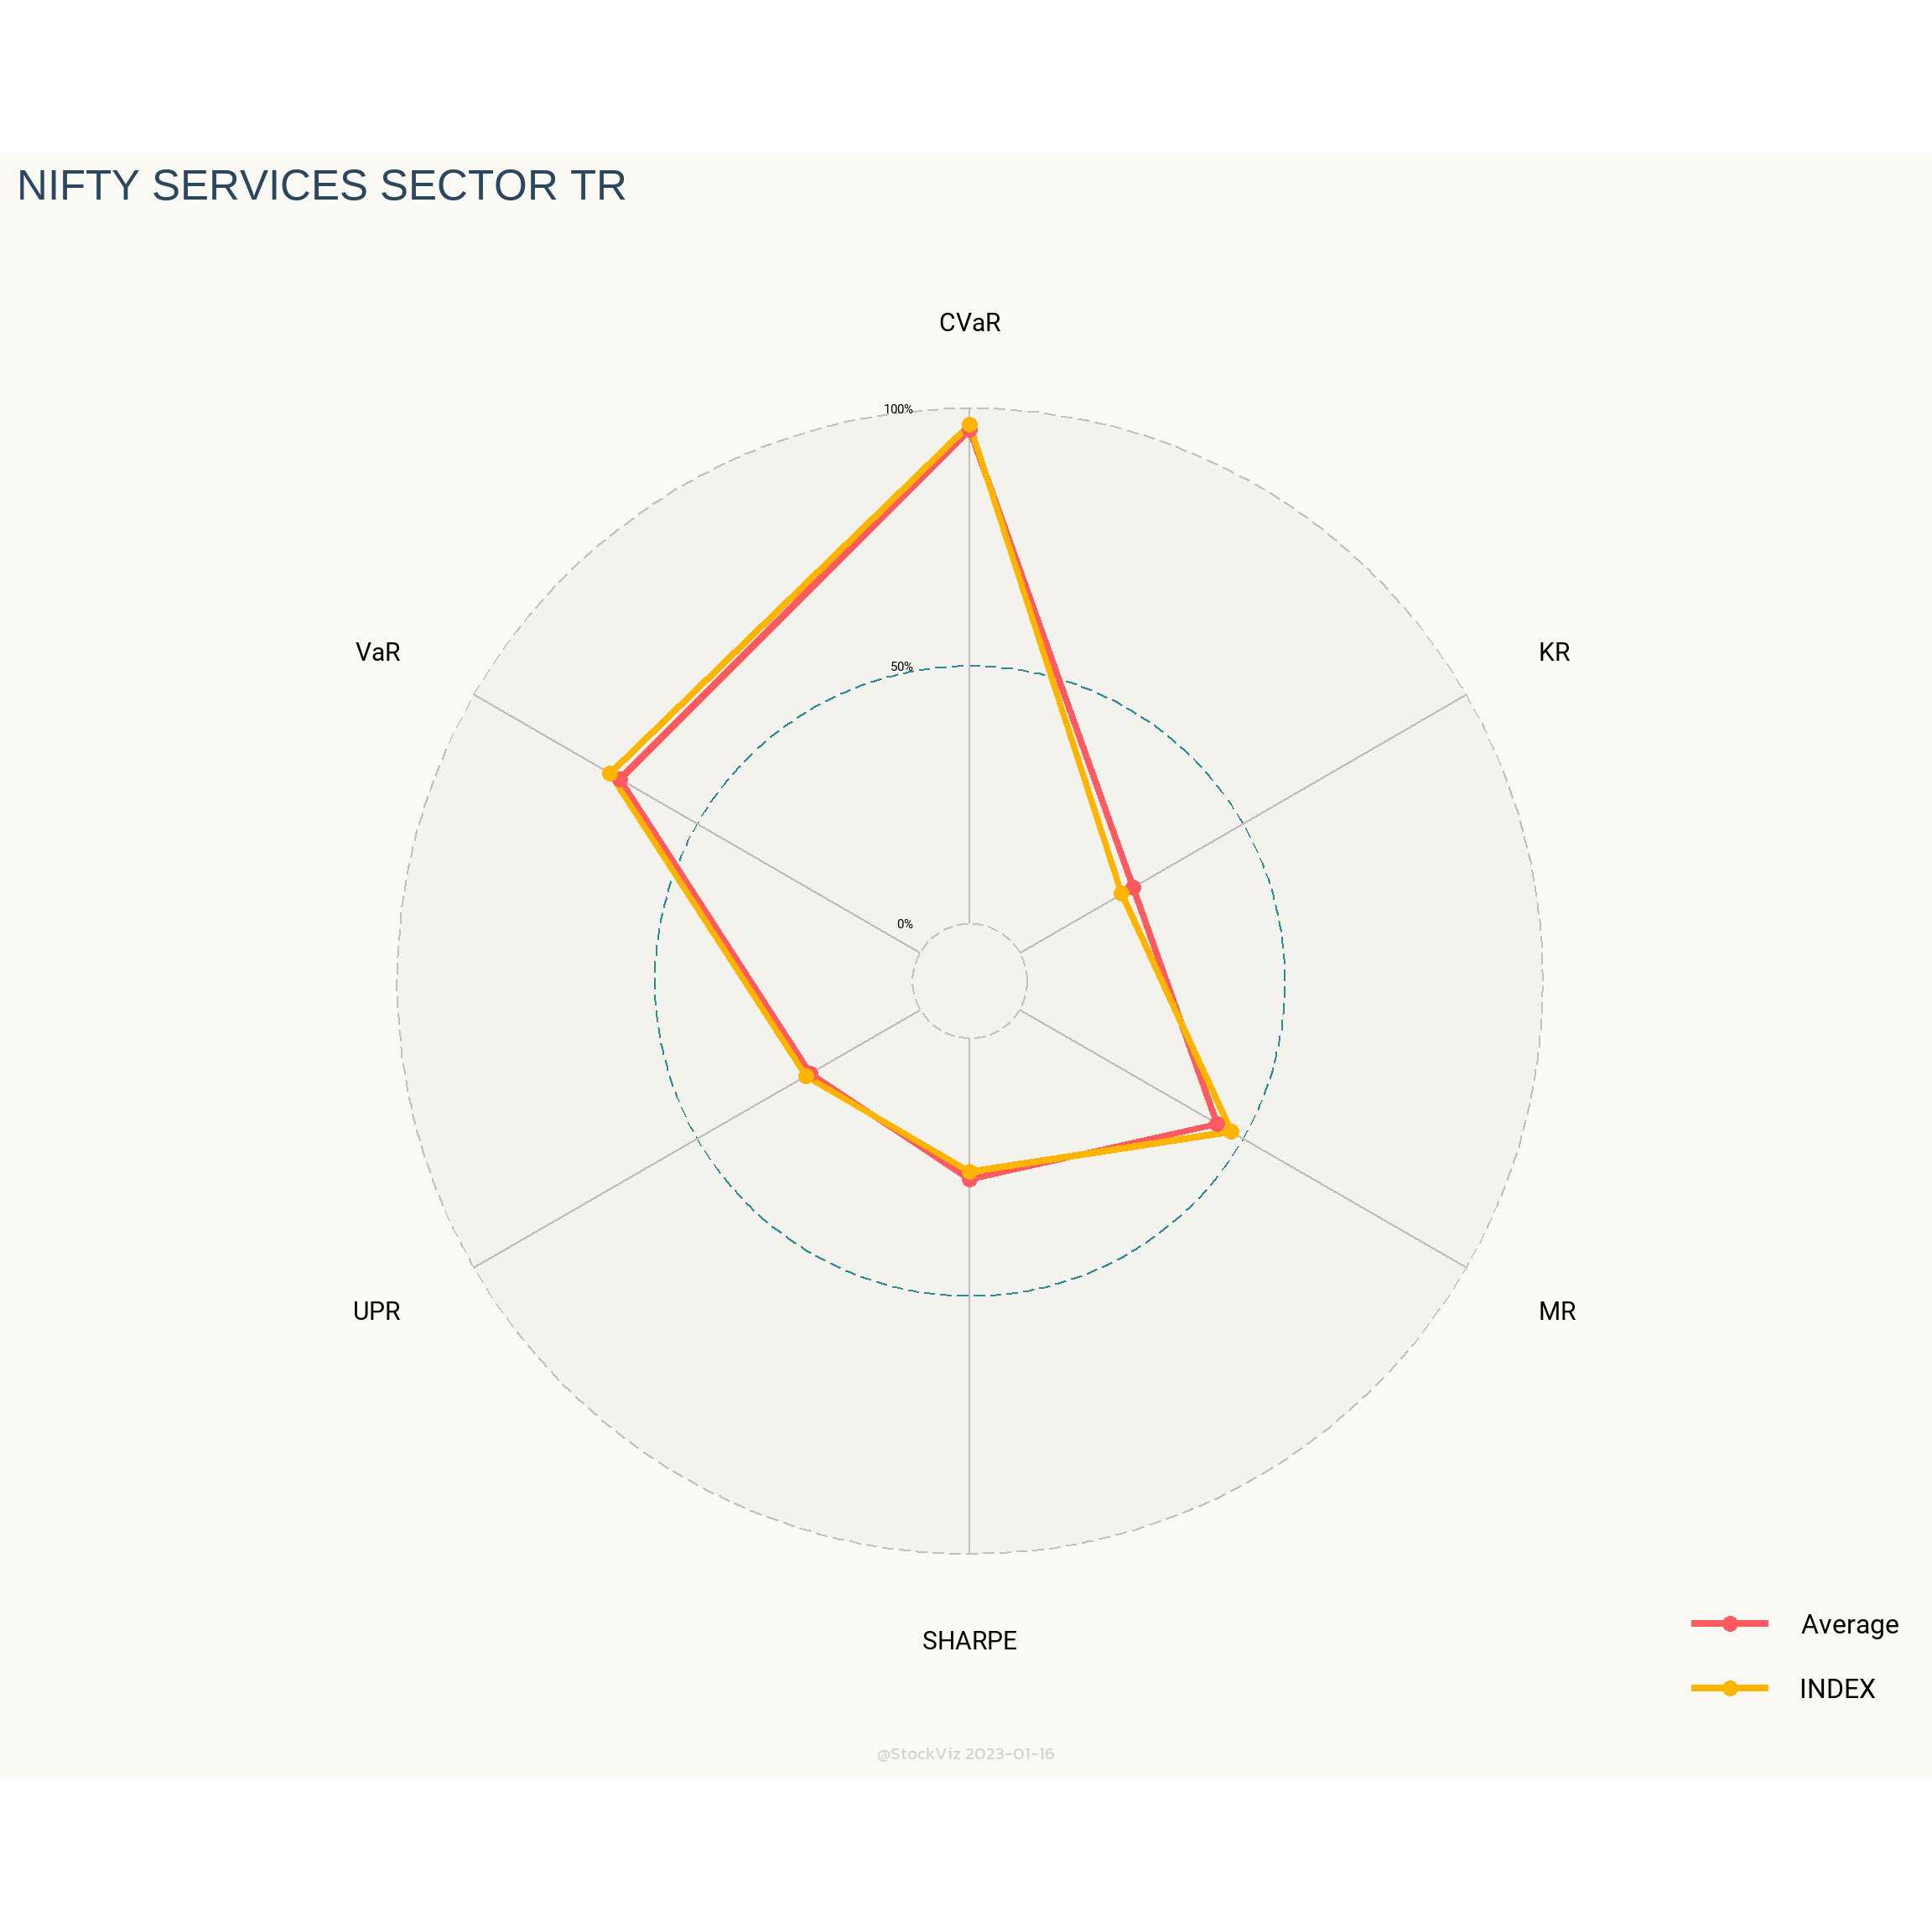 NIFTY SERVICES SECTOR TR
CVaR
100%
VaR
KR
50%
0%
UPR
MR
SHARPE
Average
INDEX
@StockViz 2023-01-16